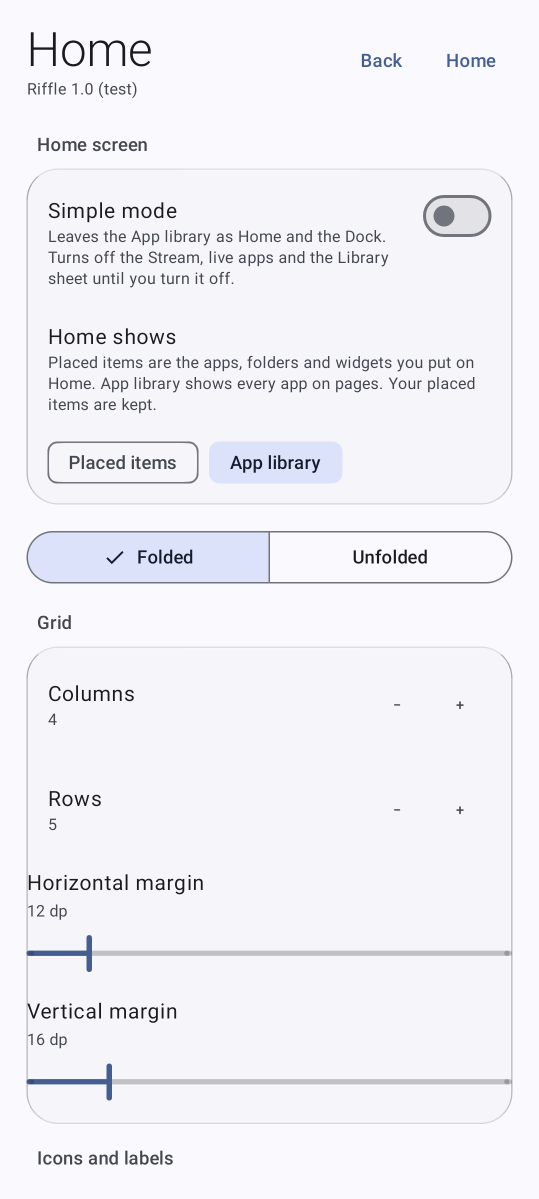 Home
Back
Home
Riffle 1.0 (test)
Home screen
Simple mode
Leaves the App library as Home and the Dock.
Turns off the Stream, live apps and the Library
sheet until you turn it off.
Home shows
Placed items are the apps, folders and widgets you put on
Home. App library shows every app on pages. Your placed
items are kept.
Placed items
App library
Folded
Unfolded
Grid
Columns
4
-
+
Rows
5
-
+
Horizontal margin
12 dp
Vertical margin
16 dp
Icons and labels